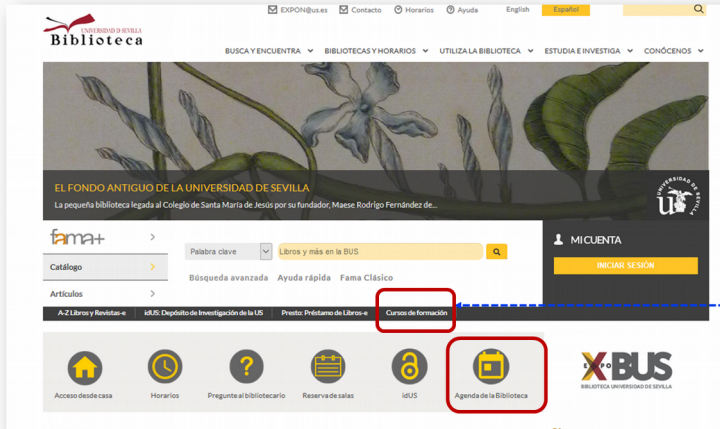 EXPON@us.es Contacto Horarios Ayuda English Español
UNIVERSIDAD D SEVILLA
Biblioteca
BUSCA Y ENCUENTRA BIBLIOTECAS Y HORARIOS UTILIZA LA BIBLIOTECA ESTUDIA E INVESTIGA CONÓCENOS
EL FONDO ANTIGUO DE LA UNIVERSIDAD DE SEVILLA
La pequeña biblioteca legada al Colegio de Santa María de Jesús por su fundador, Maese Rodrigo Fernández de...
UNIVERSIDAD DE SEVILLA
fama+
Catálogo
Artículos
Palabra clave Libros y más en la BUS
Búsqueda avanzada Ayuda rápida Fama Clásico
MI CUENTA
INICIAR SESIÓN
A-Z Libros y Revistas-e idUS: Depósito de Investigación de la US Presto: Préstamo de Libros-e Cursos de formación
Acceso desde casa Horarios Pregunte al bibliotecario Reserva de salas idUS Agenda de la Biblioteca
EXPO BUS
BIBLIOTECA UNIVERSIDAD DE SEVILLA